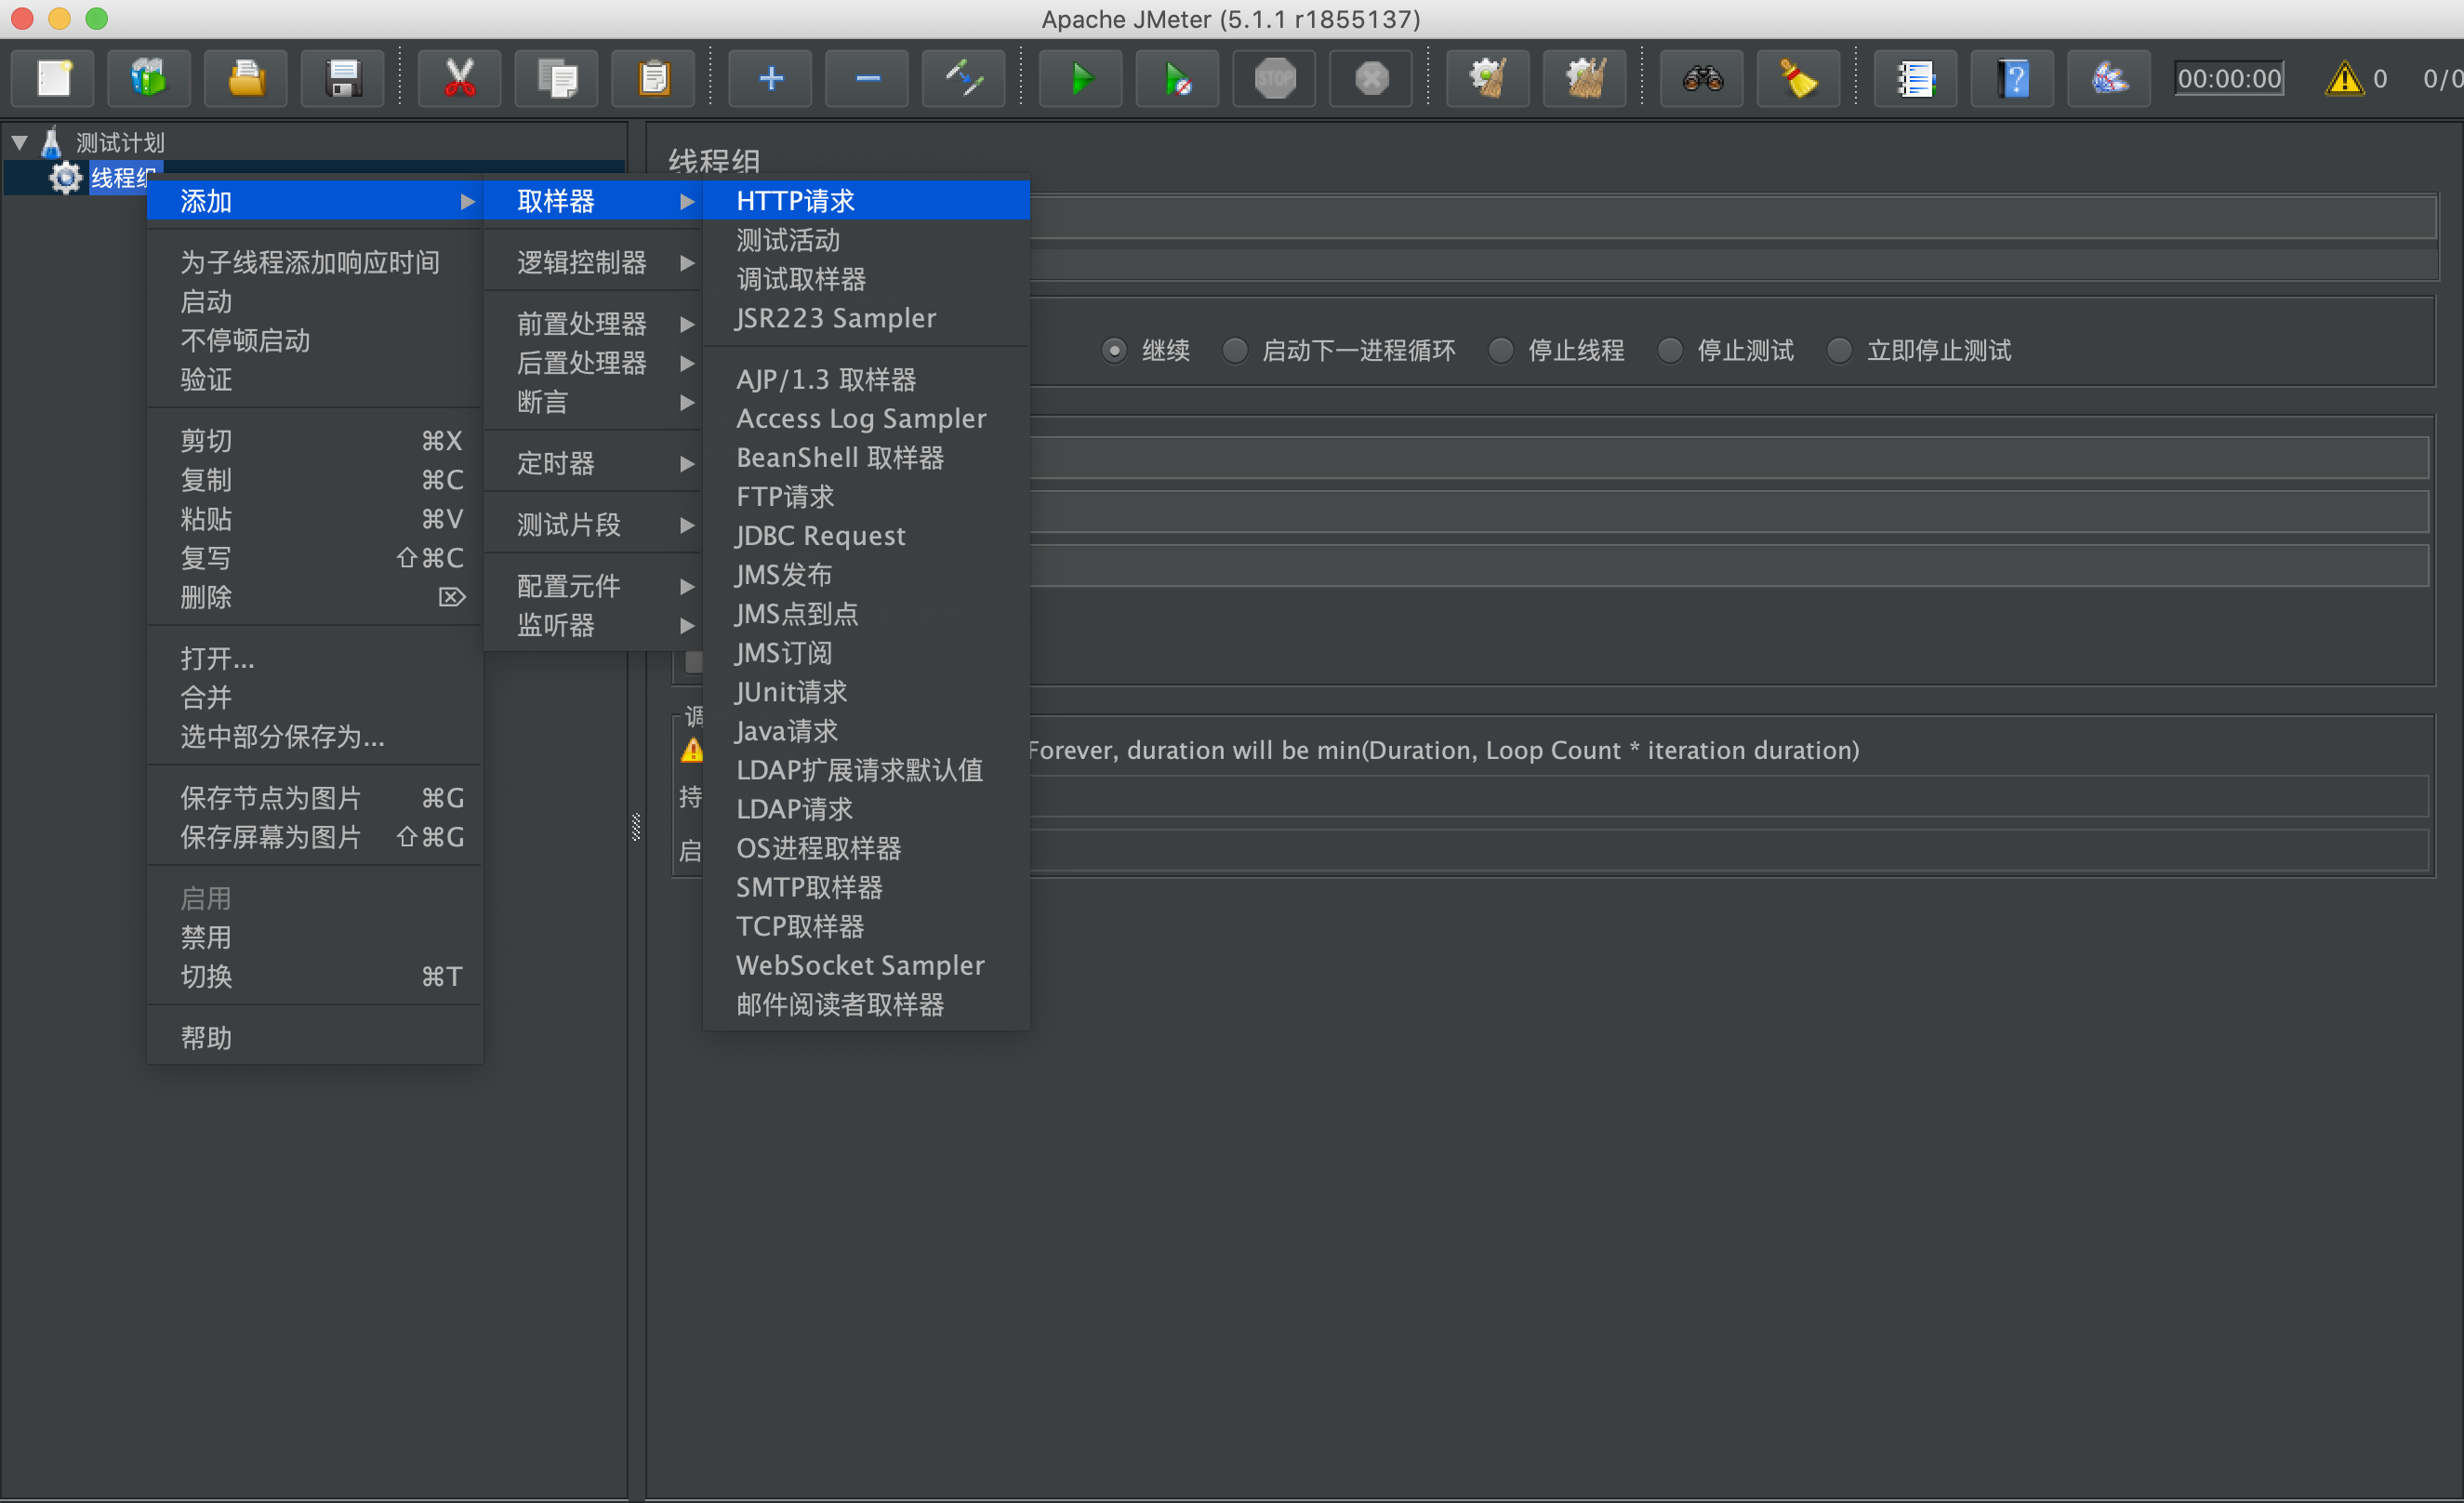 Apache JMeter (5.1.1 r1855137)
STOP
00:00:00
0
0/0
测试计划
线程组
添加
为子线程添加响应时间
启动
不停顿启动
验证
剪切 ⌘X
复制 ⌘C
粘贴 ⌘V
复写 ⇧⌘C
删除 ⌦
打开...
合并
选中部分保存为...
保存节点为图片 ⌘G
保存屏幕为图片 ⇧⌘G
启用
禁用
切换 ⌘T
帮助
取样器
逻辑控制器
前置处理器
后置处理器
断言
定时器
测试片段
配置元件
监听器
HTTP请求
测试活动
调试取样器
JSR223 Sampler
AJP/1.3 取样器
Access Log Sampler
BeanShell 取样器
FTP请求
JDBC Request
JMS发布
JMS点到点
JMS订阅
JUnit请求
Java请求
LDAP扩展请求默认值
LDAP请求
OS进程取样器
SMTP取样器
TCP取样器
WebSocket Sampler
邮件阅读者取样器
线程组
继续 启动下一进程循环 停止线程 停止测试 立即停止测试
调
Forever, duration will be min(Duration, Loop Count * iteration duration)
持
启